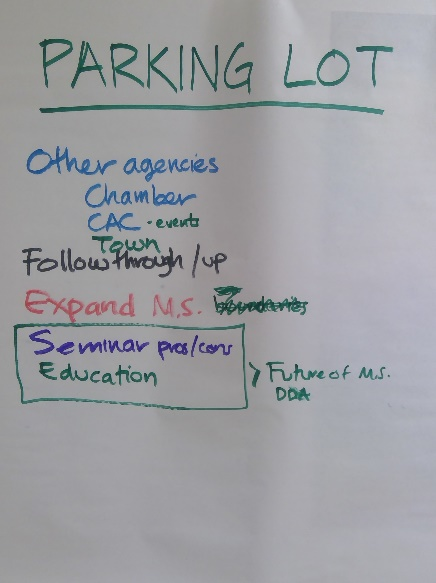 PARKING LOT
Other agencies
Chamber
CAC · events
Town
Follow through /up
Expand M.S. boundaries
Seminar pros/cons
Education
> Future of M.S.
DDA